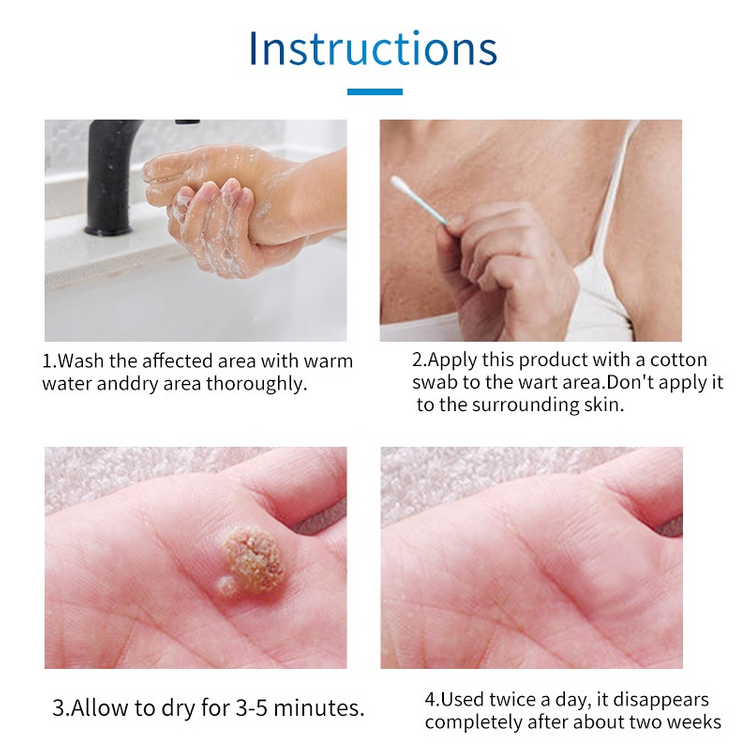 Instructions
1.Wash the affected area with warm
water anddry area thoroughly.
2.Apply this product with a cotton
swab to the wart area.Don't apply it
to the surrounding skin.
3.Allow to dry for 3-5 minutes.
4.Used twice a day, it disappears
completely after about two weeks